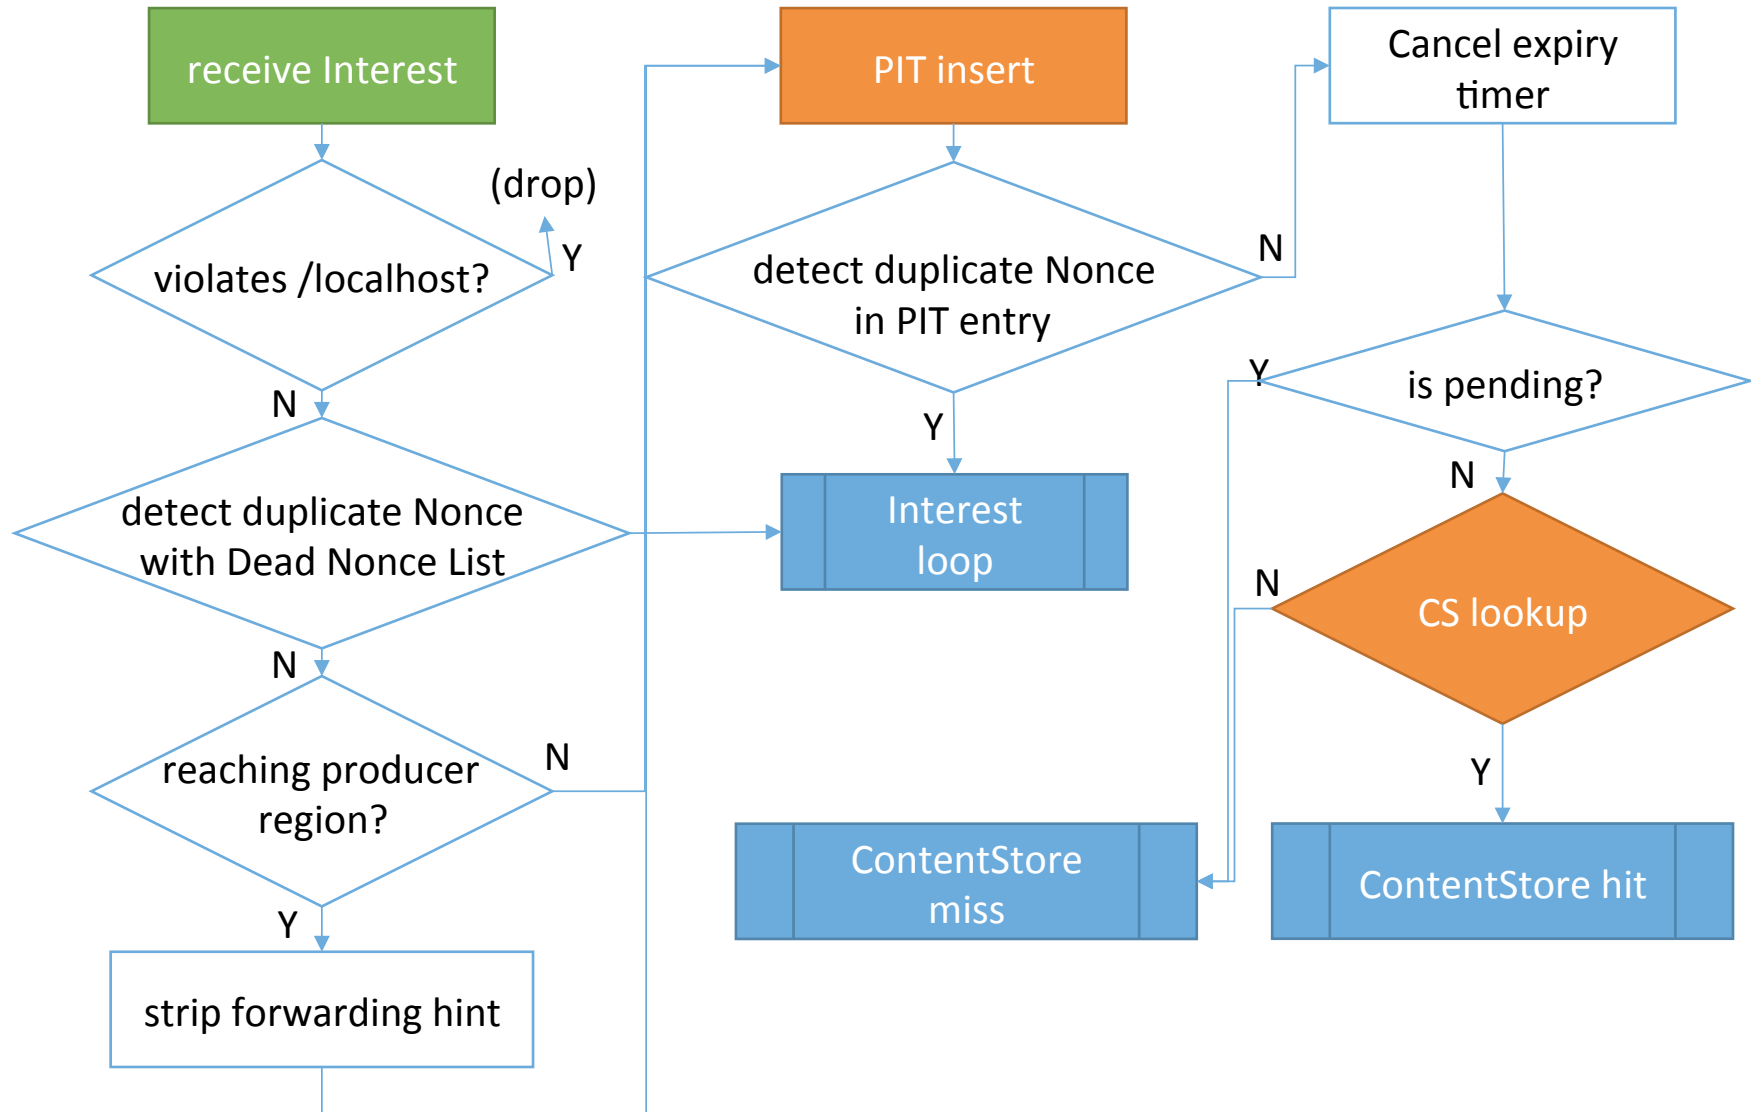 receive Interest
violates /localhost?
(drop)
Y
N
detect duplicate Nonce
with Dead Nonce List
N
reaching producer
region?
N
Y
strip forwarding hint
PIT insert
detect duplicate Nonce
in PIT entry
N
Y
Interest
loop
Cancel expiry
timer
is pending?
Y
N
CS lookup
N
Y
ContentStore
miss
ContentStore hit